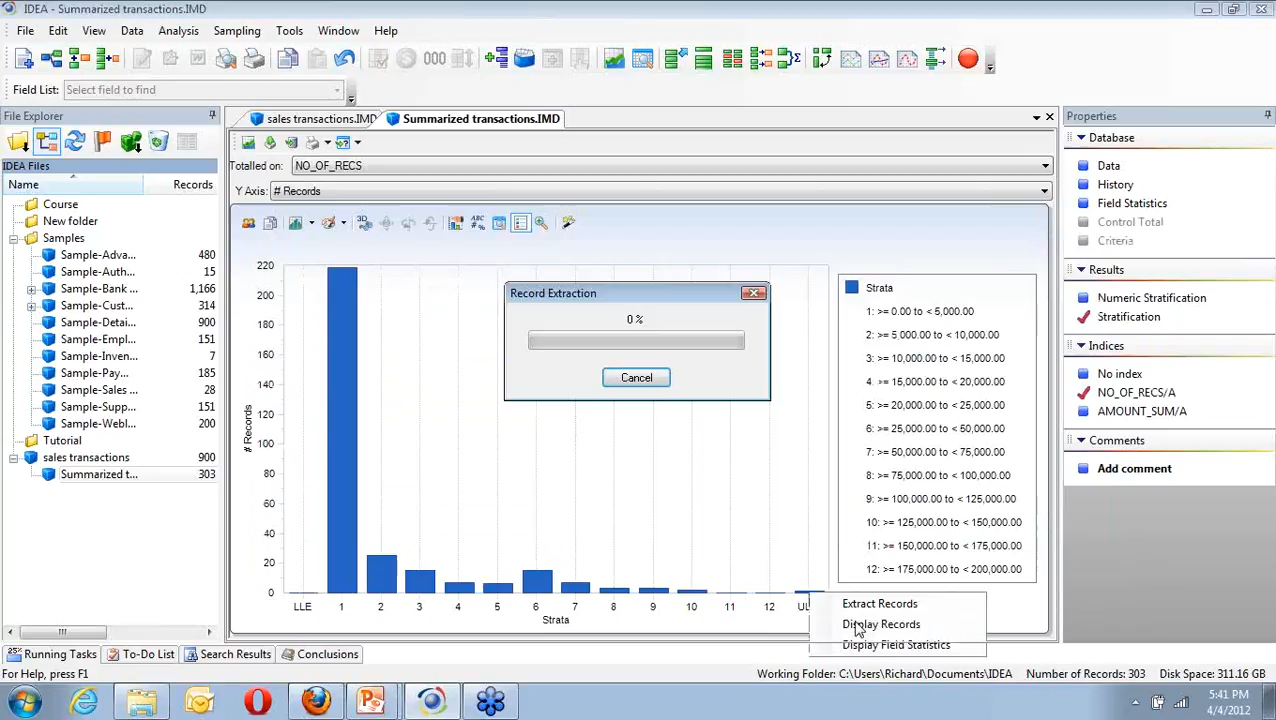 IDEA - Summarized transactions.IMD
File Edit View Data Analysis Sampling Tools Window Help
Field List: Select field to find
File Explorer
IDEA Files
Name Records
Course
New folder
Samples
Sample-Adva... 480
Sample-Auth... 15
Sample-Bank ... 1,166
Sample-Cust... 314
Sample-Detai... 900
Sample-Empl... 151
Sample-Inven... 7
Sample-Pay... 185
Sample-Sales ... 28
Sample-Supp... 151
Sample-Webl... 200
Tutorial
sales transactions 900
Summarized t... 303
sales transactions.IMD Summarized transactions.IMD
Totalled on: NO_OF_RECS
Y Axis: # Records
3D
ABC
220
200
180
160
140
120
100
80
60
40
20
0
# Records
LLE 1 2 3 4 5 6 7 8 9 10 11 12
Strata
Record Extraction
0 %
Cancel
Strata
1: >= 0.00 to < 5,000.00
2: >= 5,000.00 to < 10,000.00
3: >= 10,000.00 to < 15,000.00
4: >= 15,000.00 to < 20,000.00
5: >= 20,000.00 to < 25,000.00
6: >= 25,000.00 to < 50,000.00
7: >= 50,000.00 to < 75,000.00
8: >= 75,000.00 to < 100,000.00
9: >= 100,000.00 to < 125,000.00
10: >= 125,000.00 to < 150,000.00
11: >= 150,000.00 to < 175,000.00
12: >= 175,000.00 to < 200,000.00
Extract Records
Display Records
Display Field Statistics
Properties
Database
Data
History
Field Statistics
Control Total
Criteria
Results
Numeric Stratification
Stratification
Indices
No index
NO_OF_RECS/A
AMOUNT_SUM/A
Comments
Add comment
Running Tasks To-Do List Search Results Conclusions
For Help, press F1
Working Folder: C:\Users\Richard\Documents\IDEA Number of Records: 303 Disk Space: 311.16 GB
5:41 PM
4/4/2012